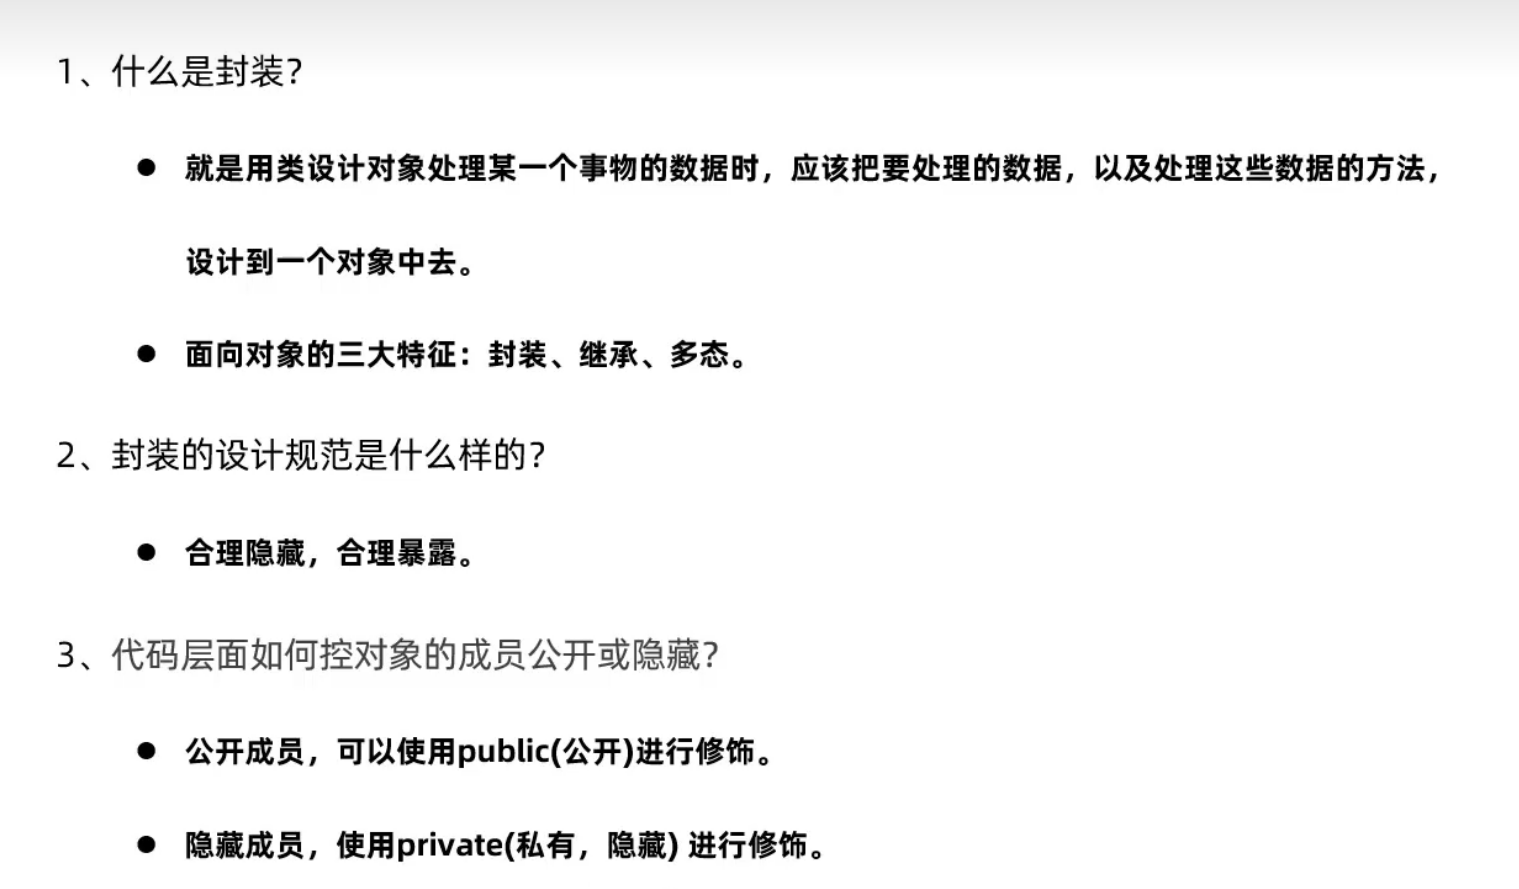 1、什么是封装？
● 就是用类设计对象处理某一个事物的数据时，应该把要处理的数据，以及处理这些数据的方法，
设计到一个对象中去。
● 面向对象的三大特征：封装、继承、多态。
2、封装的设计规范是什么样的？
● 合理隐藏，合理暴露。
3、代码层面如何控对象的成员公开或隐藏？
● 公开成员，可以使用public(公开)进行修饰。
● 隐藏成员，使用private(私有，隐藏) 进行修饰。